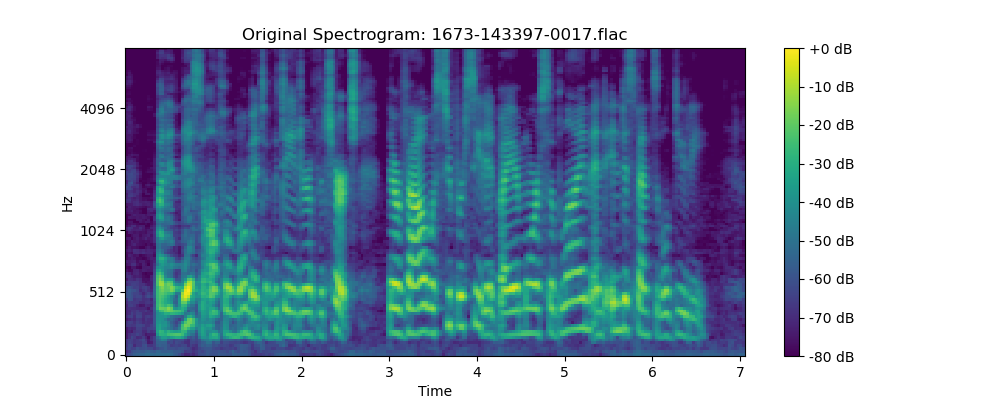 Original Spectrogram: 1673-143397-0017.flac
Hz
4096
2048
1024
512
0
0 1 2 3 4 5 6 7
Time
+0 dB
-10 dB
-20 dB
-30 dB
-40 dB
-50 dB
-60 dB
-70 dB
-80 dB